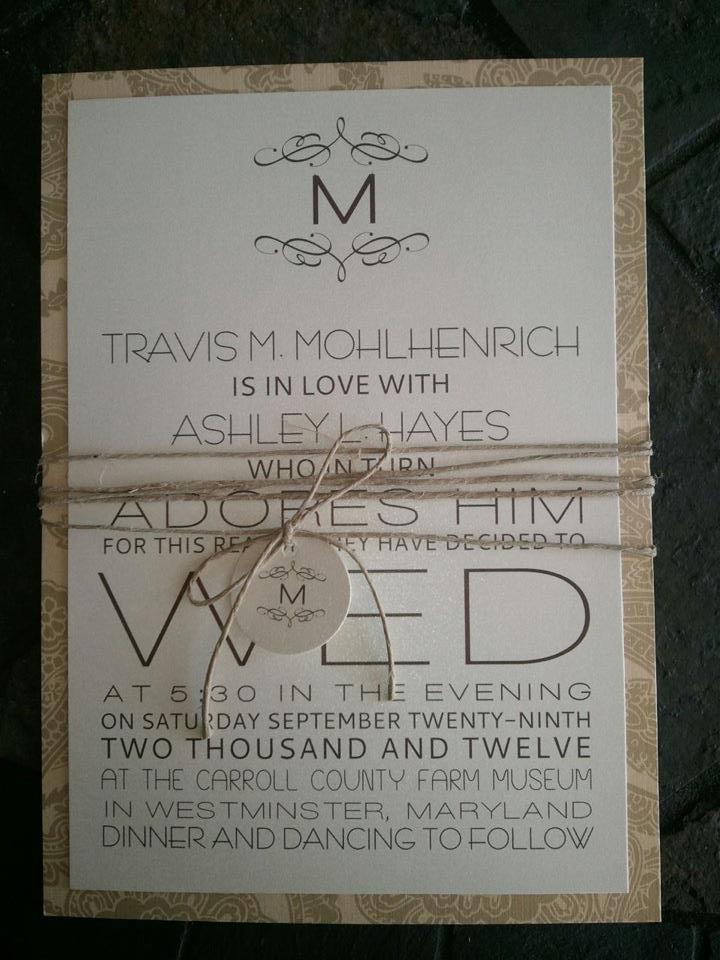 M
TRAVIS M. MOHLHENRICH
IS IN LOVE WITH
ASHLEY L. HAYES
WHO IN TURN
ADORES HIM
FOR THIS REASON THEY HAVE DECIDED TO
WED
M
AT 5:30 IN THE EVENING
ON SATURDAY SEPTEMBER TWENTY-NINTH
TWO THOUSAND AND TWELVE
AT THE CARROLL COUNTY FARM MUSEUM
IN WESTMINSTER, MARYLAND
DINNER AND DANCING TO FOLLOW